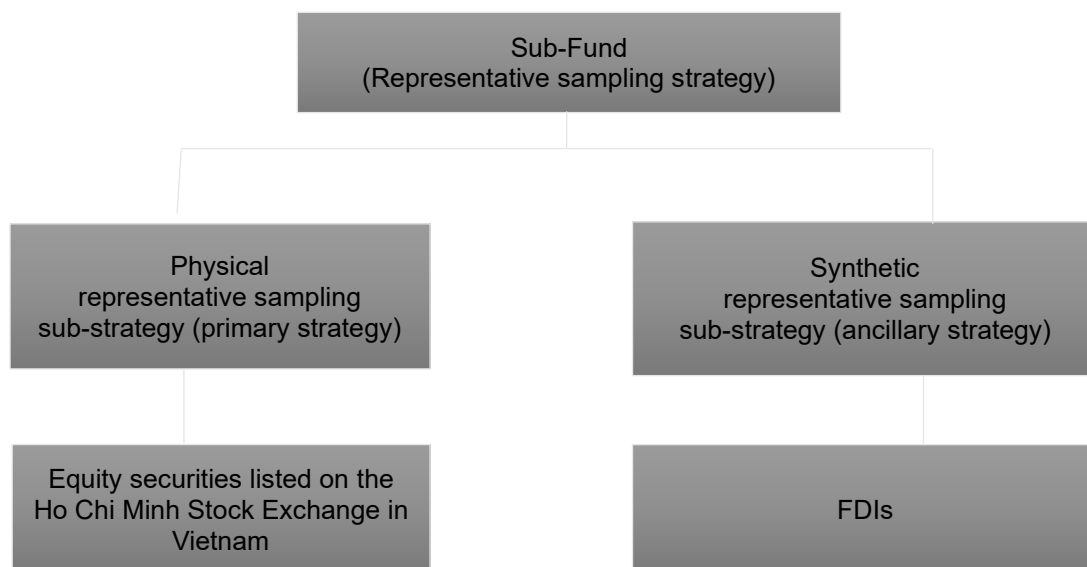 Sub-Fund
(Representative sampling strategy)
Physical
representative sampling
sub-strategy (primary strategy)
Synthetic
representative sampling
sub-strategy (ancillary strategy)
Equity securities listed on the
Ho Chi Minh Stock Exchange in
Vietnam
FDIs